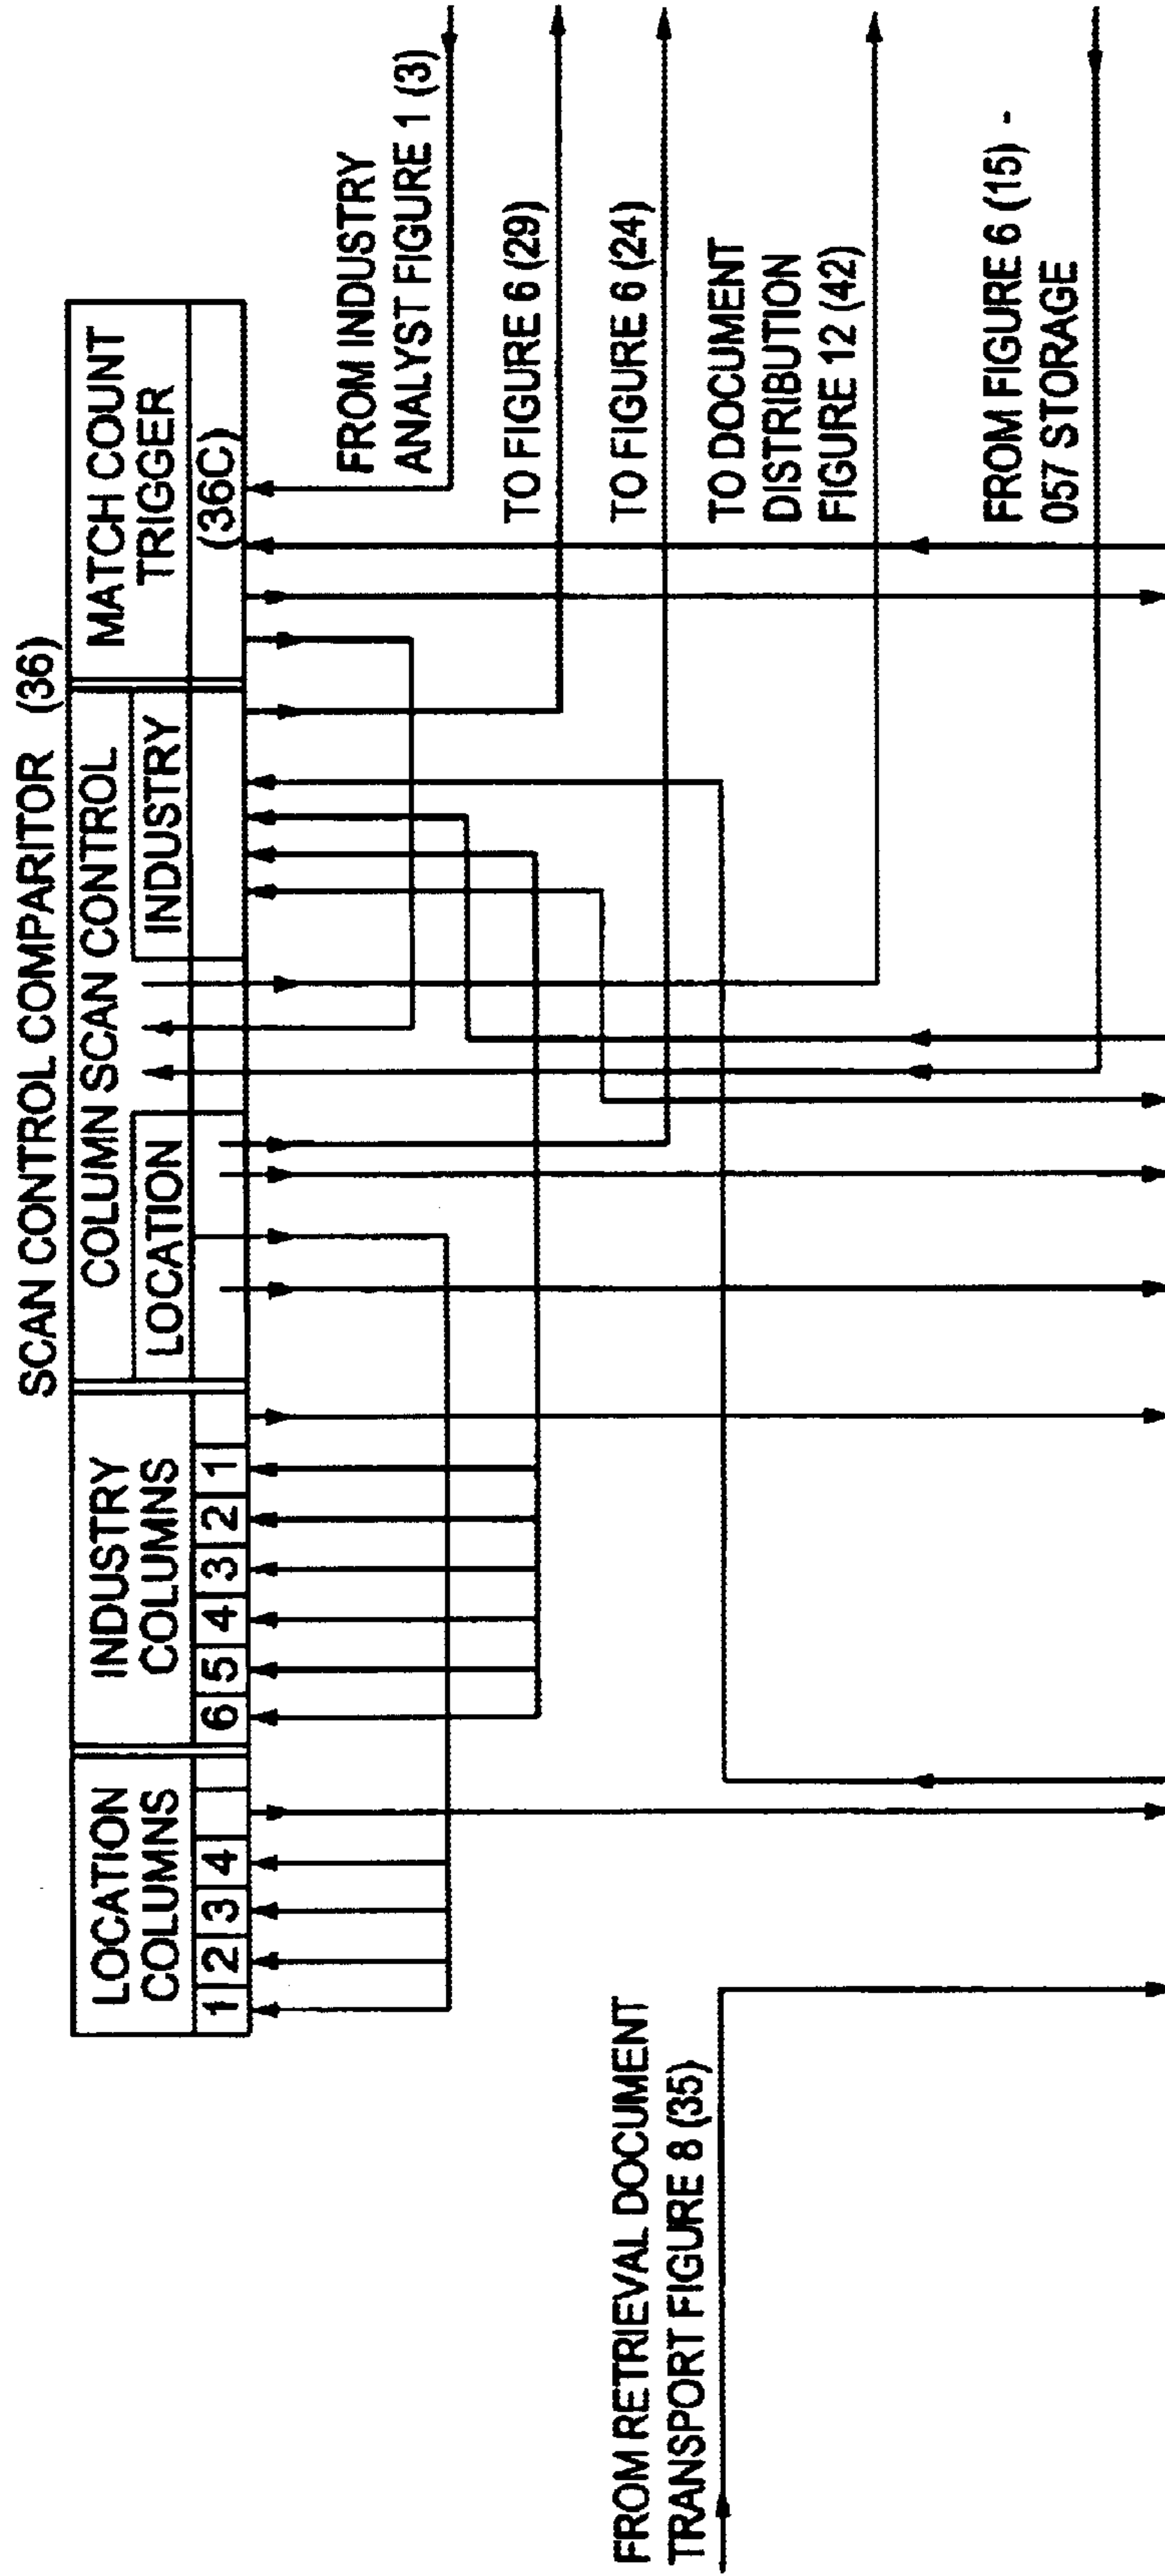 SCAN CONTROL COMPARITOR (36)
LOCATION
COLUMNS
1 2 3 4
INDUSTRY
COLUMNS
6 5 4 3 2 1
COLUMN SCAN CONTROL
LOCATION
INDUSTRY
MATCH COUNT
TRIGGER
(36C)
FROM INDUSTRY
ANALYST FIGURE 1 (3)
TO FIGURE 6 (29)
TO FIGURE 6 (24)
TO DOCUMENT
DISTRIBUTION
FIGURE 12 (42)
FROM FIGURE 6 (15) -
057 STORAGE
FROM RETRIEVAL DOCUMENT
TRANSPORT FIGURE 8 (35)